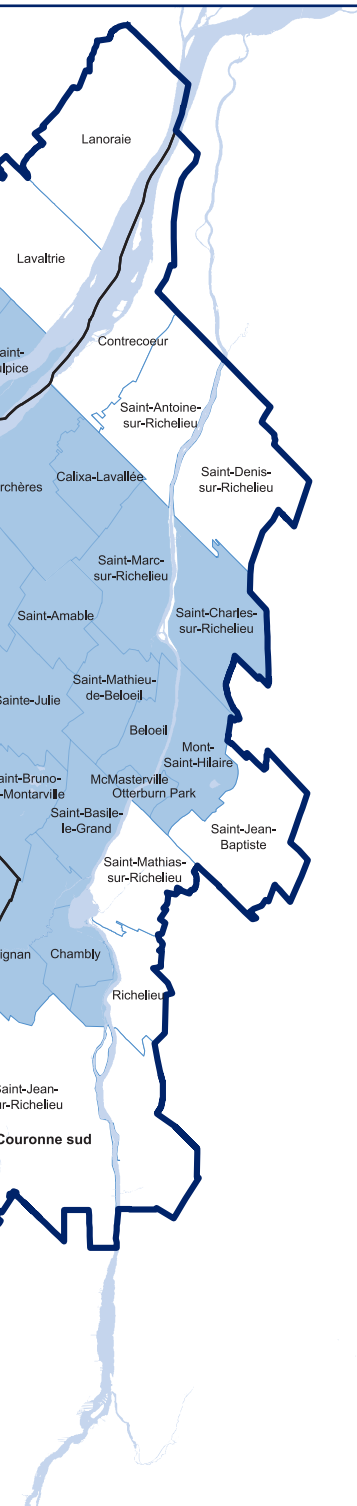 Lanoraie
Lavaltrie
Contrecoeur
aint-
ulpice
Saint-Antoine-
sur-Richelieu
Saint-Denis-
sur-Richelieu
Calixa-Lavallée
rchères
Saint-Marc-
sur-Richelieu
Saint-Amable
Saint-Charles-
sur-Richelieu
Saint-Mathieu-
de-Beloeil
Sainte-Julie
Beloeil
Mont-
Saint-Hilaire
aint-Bruno-
-Montarville
McMasterville
Otterburn Park
Saint-Basile-
le-Grand
Saint-Jean-
Baptiste
Saint-Mathias-
sur-Richelieu
ignan
Chambly
Richelieu
Saint-Jean-
ur-Richelieu
Couronne sud